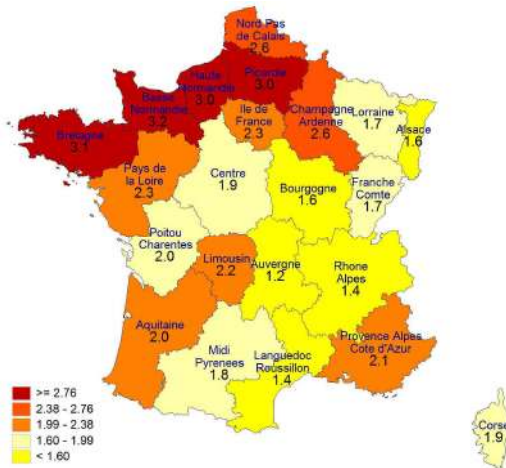 Nord Pas
de Calais
2.6
Haute
Normandie
3.0
Picardie
3.0
Basse
Normandie
3.2
Ile de
France
2.3
Champagne
Ardenne
2.6
Lorraine
1.7
Alsace
1.6
Bretagne
3.1
Pays de
la Loire
2.3
Centre
1.9
Bourgogne
1.6
Franche
Comte
1.7
Poitou
Charentes
2.0
Limousin
2.2
Auvergne
1.2
Rhone
Alpes
1.4
Aquitaine
2.0
Midi
Pyrenees
1.8
Languedoc
Roussillon
1.4
Provence Alpes
Cote d'Azur
2.1
Corse
1.9
>= 2.76
2.38 - 2.76
1.99 - 2.38
1.60 - 1.99
< 1.60